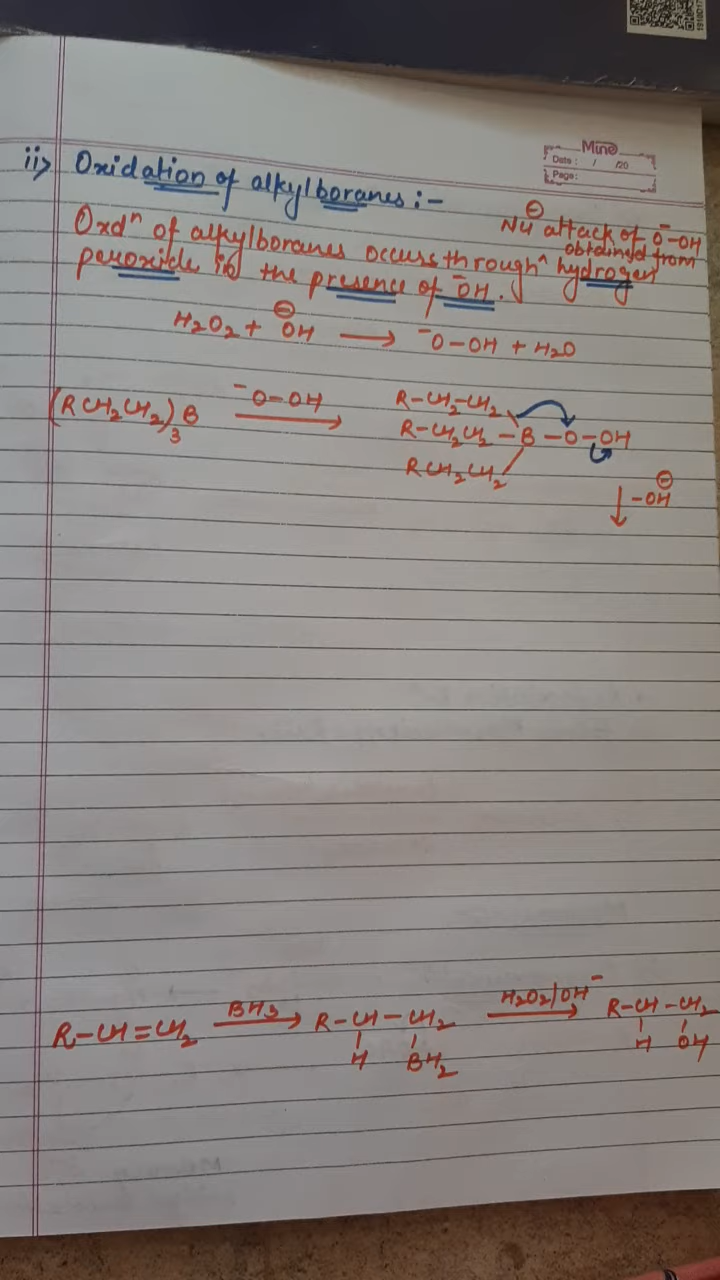 Mine
Date : / /20
Page:
ii> Oxidation of alkylboranes :-
Oxdⁿ of alkylboranes occurs through ^ Nu⊖ attack of ⁻O-OH obtained from hydrogen
peroxide in the presence of ⁻OH.
H₂O₂ + ⊖OH ⟶ ⁻O-OH + H₂O
(RCH₂CH₂)₃B —⁻O-OH→ R-CH₂-CH₂
R-CH₂CH₂-B-O-OH
RCH₂CH₂
↓ -OH⊖
R-CH=CH₂ —BH₃→ R-CH-CH₂ —H₂O₂/OH⁻→ R-CH-CH₂
H BH₂ H OH